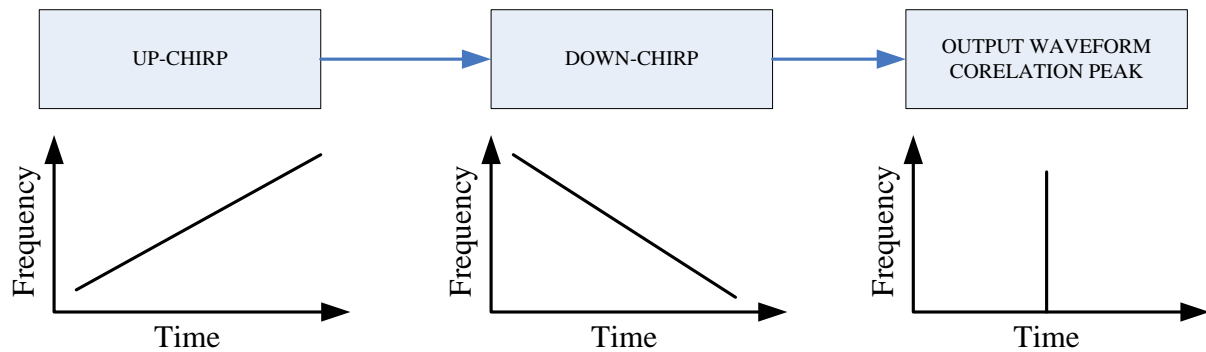 UP-CHIRP
DOWN-CHIRP
OUTPUT WAVEFORM
CORELATION PEAK
Frequency
Time
Frequency
Time
Frequency
Time